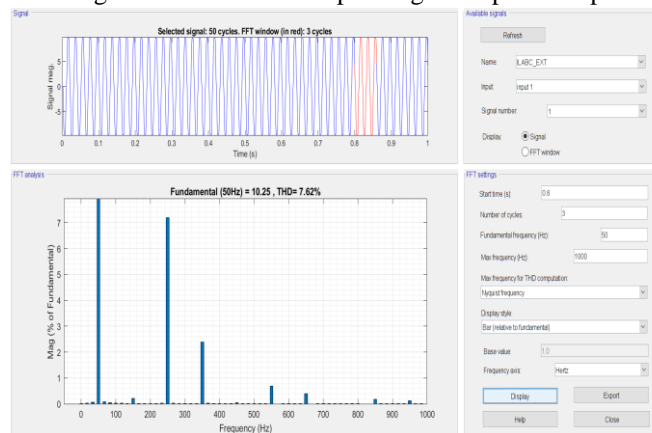 Signal
Selected signal: 50 cycles. FFT window (in red): 3 cycles
Signal mag.
5
0
-5
0
0.1
0.2
0.3
0.4
0.5
0.6
0.7
0.8
0.9
1
Time (s)
Available signals
Refresh
Name:
ILABC_EXT
Input:
input 1
Signal number:
1
Display:
Signal
FFT window
FFT analysis
Fundamental (50Hz) = 10.25 , THD= 7.62%
Mag (% of Fundamental)
7
6
5
4
3
2
1
0
0
100
200
300
400
500
600
700
800
900
1000
Frequency (Hz)
FFT settings
Start time (s):
0.8
Number of cycles:
3
Fundamental frequency (Hz):
50
Max frequency (Hz):
1000
Max frequency for THD computation:
Nyquist frequency
Display style:
Bar (relative to fundamental)
Base value:
1.0
Frequency axis:
Hertz
Display
Export
Help
Close